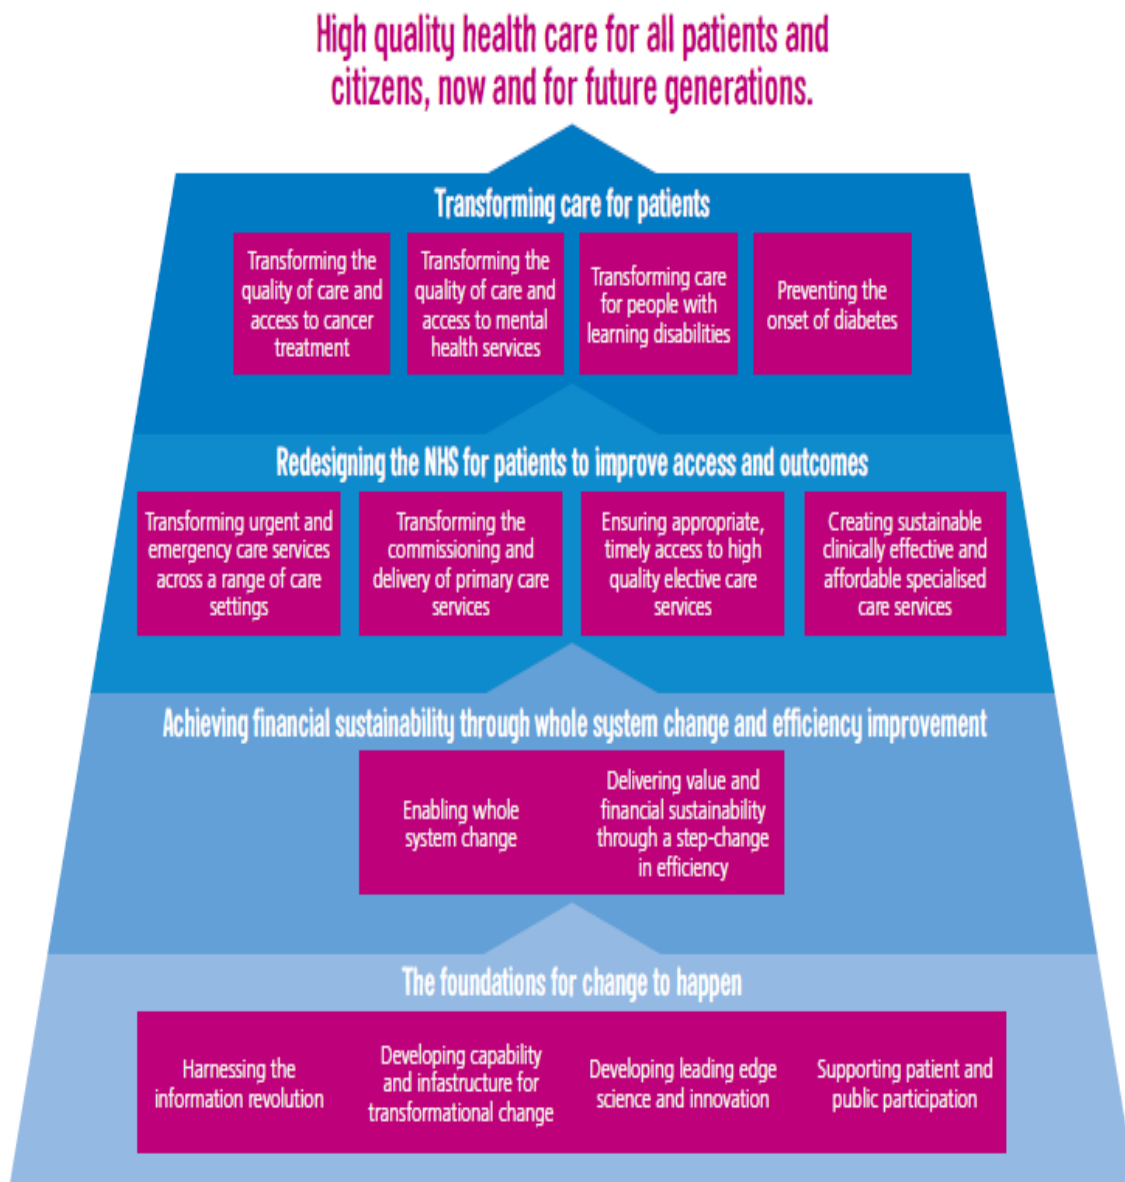 High quality health care for all patients and
citizens, now and for future generations.
Transforming care for patients
Transforming the
quality of care and
access to cancer
treatment
Transforming the
quality of care and
access to mental
health services
Transforming care
for people with
learning disabilities
Preventing the
onset of diabetes
Redesigning the NHS for patients to improve access and outcomes
Transforming urgent and
emergency care services
across a range of care
settings
Transforming the
commissioning and
delivery of primary care
services
Ensuring appropriate,
timely access to high
quality elective care
services
Creating sustainable
clinically effective and
affordable specialised
care services
Achieving financial sustainability through whole system change and efficiency improvement
Enabling whole
system change
Delivering value and
financial sustainability
through a step-change
in efficiency
The foundations for change to happen
Harnessing the
information revolution
Developing capability
and infastructure for
transformational change
Developing leading edge
science and innovation
Supporting patient and
public participation